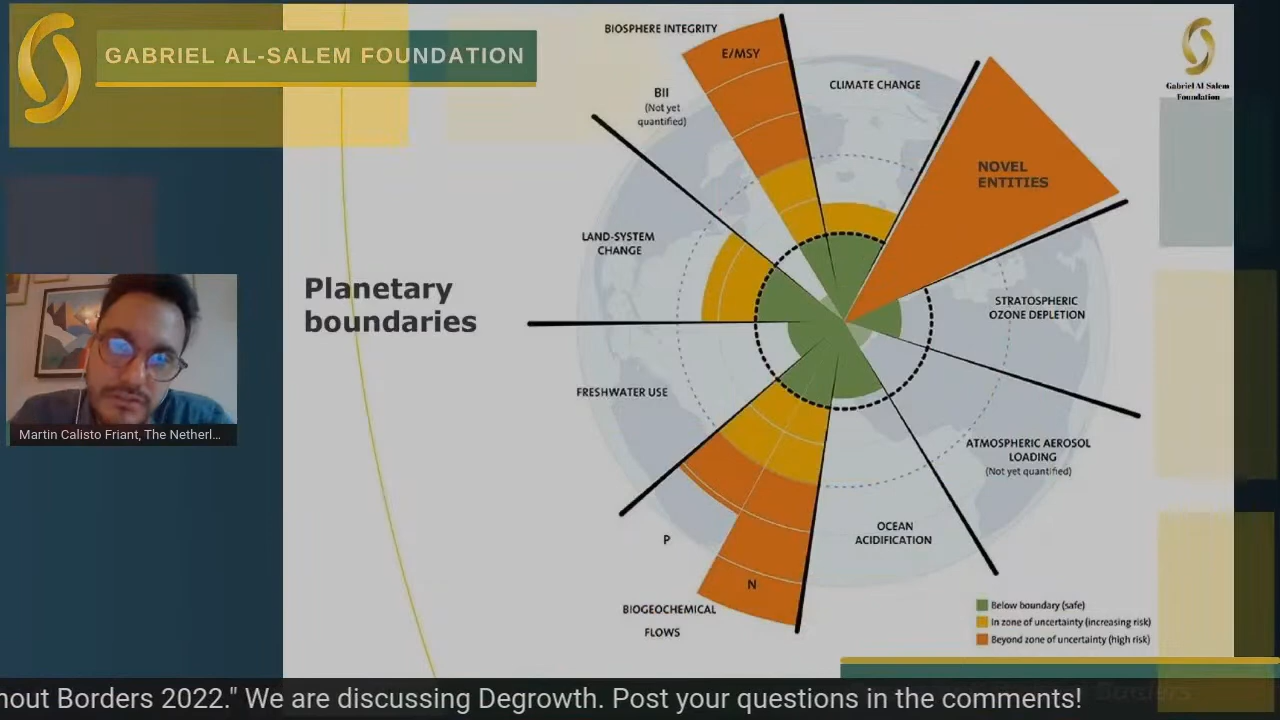 GABRIEL AL-SALEM FOUNDATION
Gabriel Al Salem
Foundation
BIOSPHERE INTEGRITY
E/MSY
CLIMATE CHANGE
BII
(Not yet
quantified)
NOVEL
ENTITIES
LAND-SYSTEM
CHANGE
Planetary
boundaries
STRATOSPHERIC
OZONE DEPLETION
FRESHWATER USE
Martin Calisto Friant, The Netherl...
ATMOSPHERIC AEROSOL
LOADING
(Not yet quantified)
OCEAN
ACIDIFICATION
P
N
BIOGEOCHEMICAL
FLOWS
Below boundary (safe)
In zone of uncertainty (increasing risk)
Beyond zone of uncertainty (high risk)
hout Borders 2022." We are discussing Degrowth. Post your questions in the comments!